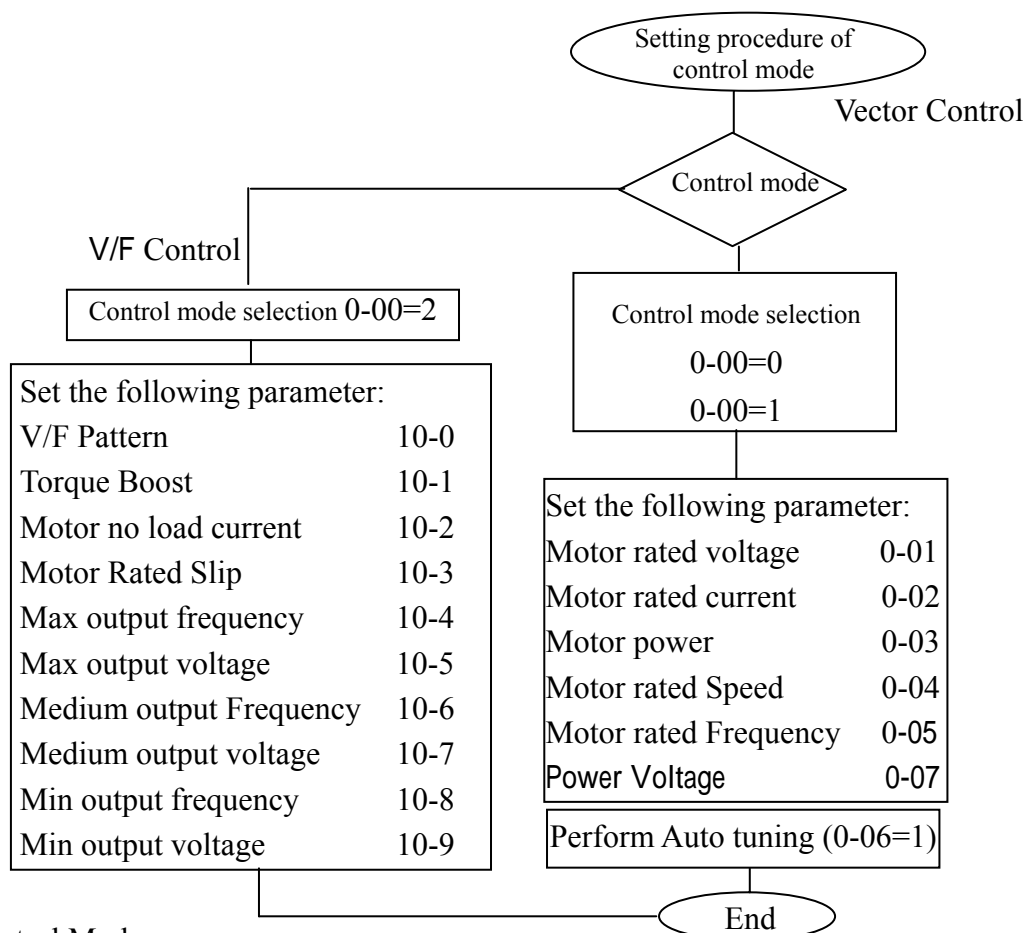 Setting procedure of
control mode
Vector Control
Control mode
V/F Control
Control mode selection 0-00=2
Set the following parameter:
V/F Pattern 10-0
Torque Boost 10-1
Motor no load current 10-2
Motor Rated Slip 10-3
Max output frequency 10-4
Max output voltage 10-5
Medium output Frequency 10-6
Medium output voltage 10-7
Min output frequency 10-8
Min output voltage 10-9
Control mode selection
0-00=0
0-00=1
Set the following parameter:
Motor rated voltage 0-01
Motor rated current 0-02
Motor power 0-03
Motor rated Speed 0-04
Motor rated Frequency 0-05
Power Voltage 0-07
Perform Auto tuning (0-06=1)
End